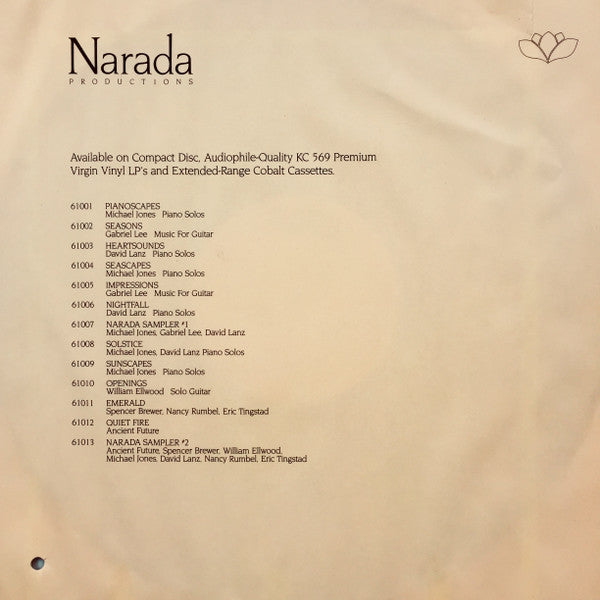 Narada
PRODUCTIONS
Available on Compact Disc, Audiophile-Quality KC 569 Premium
Virgin Vinyl LP's and Extended-Range Cobalt Cassettes.
61001 PIANOSCAPES
Michael Jones Piano Solos
61002 SEASONS
Gabriel Lee Music For Guitar
61003 HEARTSOUNDS
David Lanz Piano Solos
61004 SEASCAPES
Michael Jones Piano Solos
61005 IMPRESSIONS
Gabriel Lee Music For Guitar
61006 NIGHTFALL
David Lanz Piano Solos
61007 NARADA SAMPLER #1
Michael Jones, Gabriel Lee, David Lanz
61008 SOLSTICE
Michael Jones, David Lanz Piano Solos
61009 SUNSCAPES
Michael Jones Piano Solos
61010 OPENINGS
William Ellwood Solo Guitar
61011 EMERALD
Spencer Brewer, Nancy Rumbel, Eric Tingstad
61012 QUIET FIRE
Ancient Future
61013 NARADA SAMPLER #2
Ancient Future, Spencer Brewer, William Ellwood,
Michael Jones, David Lanz, Nancy Rumbel, Eric Tingstad